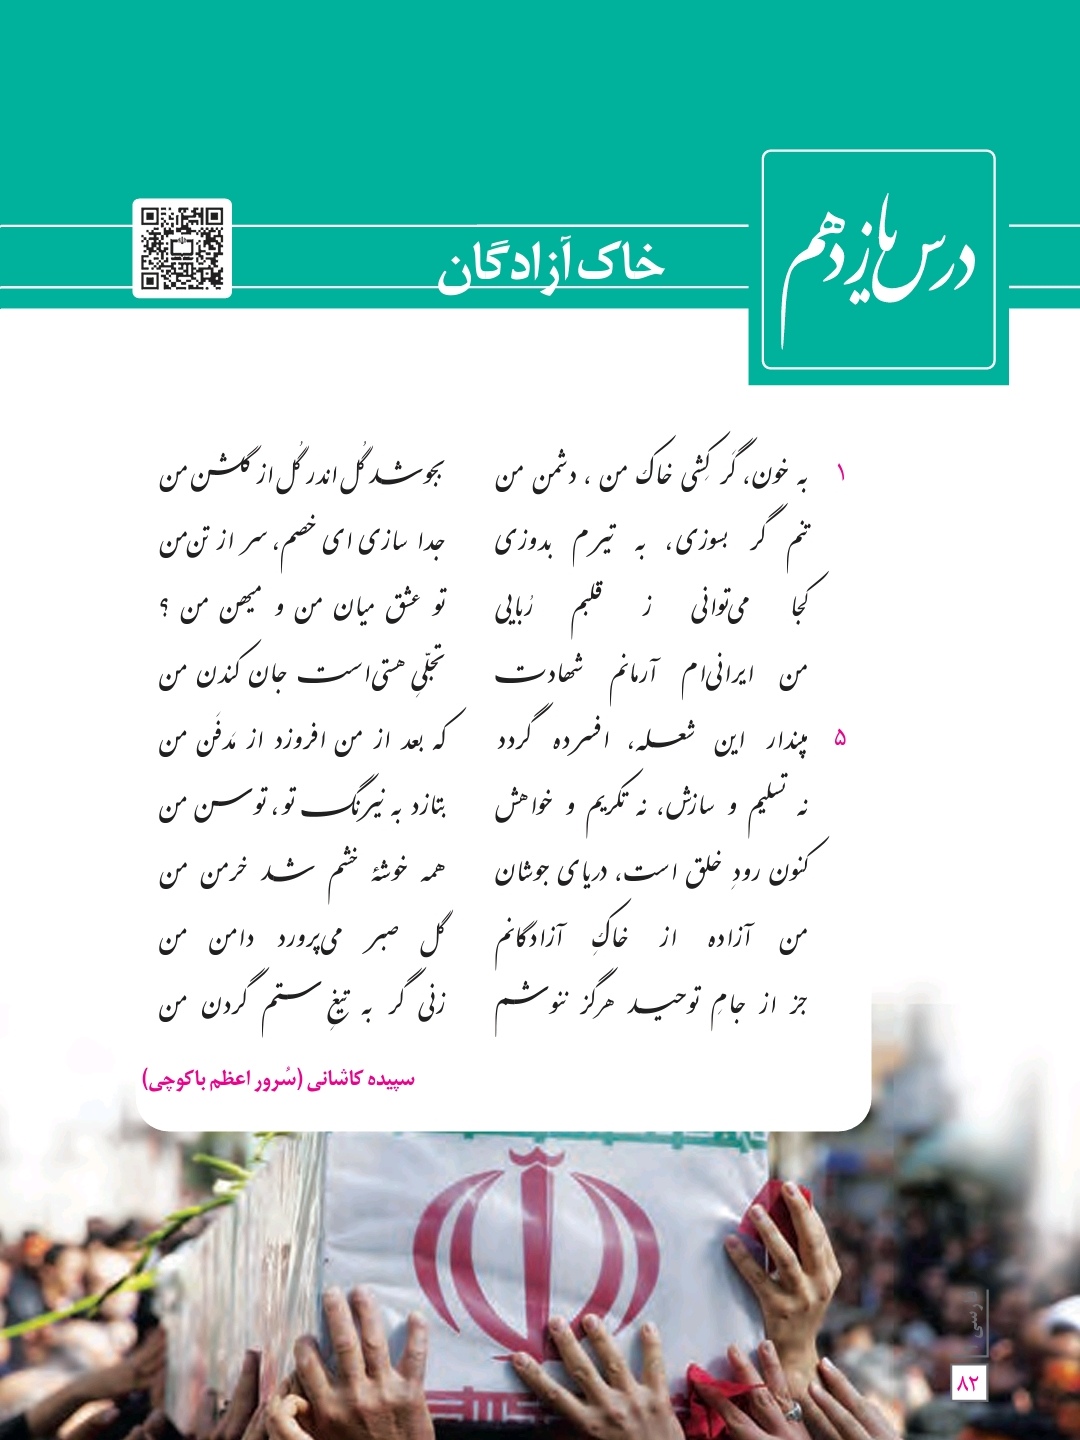 درس یازدهم
خاک آزادگان
۱ به خون، گَر کِشی خاک من ، دشمن من بجوشد گُل اندر گُل از گلشن من
تنم گر بسوزی، به تیرم بدوزی جدا سازی ای خصم، سر از تن من
کجا می‌توانی ز قلبم رُبایی تو عشق میان من و میهن من ؟
من ایرانی‌ام آرمانم شهادت تجلّیِ هستی است جان کندن من
۵ مپندار این شعله، افسرده گردد که بعد از من افروزد از مَدفَن من
نه تسلیم و سازش، نه تکریم و خواهش بتازد به نیرنگ تو، توسن من
کنون رودِ خلق است، دریای جوشان همه خوشهٔ خشم شد خرمن من
من آزاده از خاکِ آزادگانم گل صبر می‌پرورد دامن من
جز از جامِ توحید هرگز ننوشم زنی گر به تیغِ ستم گردن من
سپیده کاشانی (سُرور اعظم باکوچی)
فارسی
۸۲